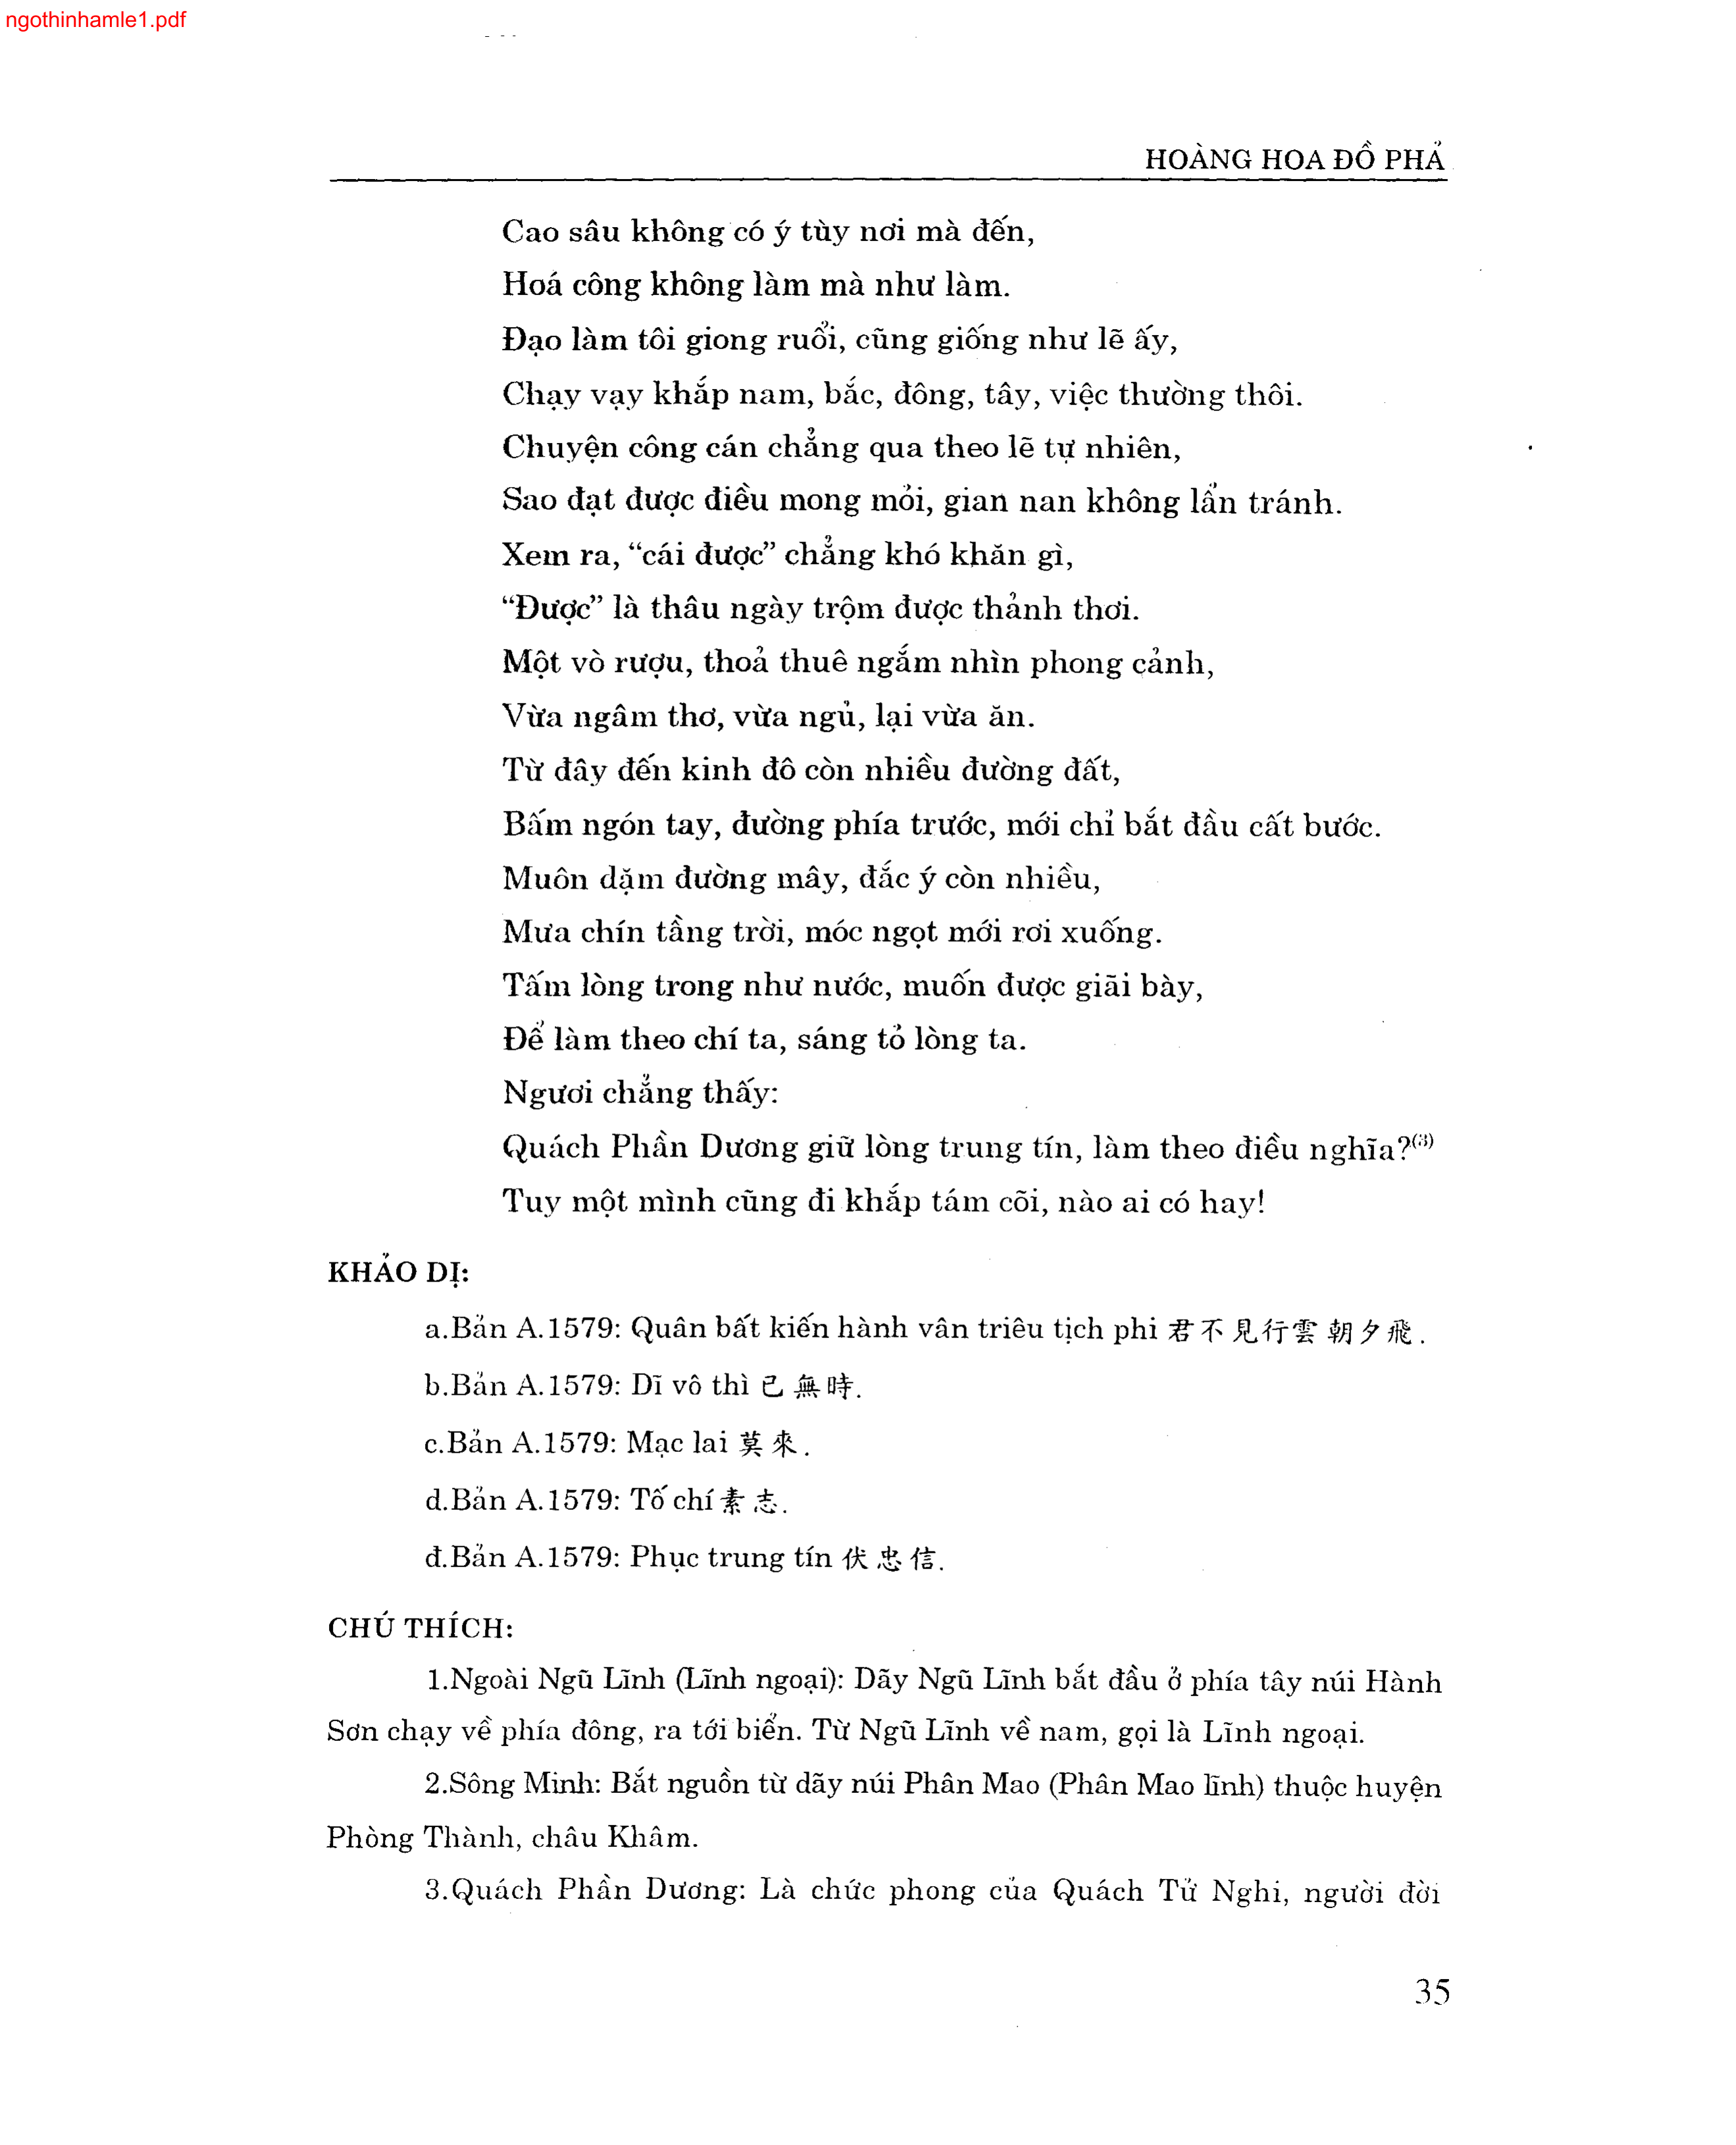 ngothinhamle1.pdf
HOÀNG HOA ĐỒ PHẢ
Cao sâu không có ý tùy nơi mà đến,
Hoá công không làm mà như làm.
Đạo làm tôi giong ruổi, cũng giống như lẽ ấy,
Chạy vạy khắp nam, bắc, đông, tây, việc thường thôi.
Chuyện công cán chẳng qua theo lẽ tự nhiên,
Sao đạt được điều mong mỏi, gian nan không lẩn tránh.
Xem ra, “cái được” chẳng khó khăn gì,
“Được” là thâu ngày trộm được thảnh thơi.
Một vò rượu, thoả thuê ngắm nhìn phong cảnh,
Vừa ngâm thơ, vừa ngủ, lại vừa ăn.
Từ đây đến kinh đô còn nhiều đường đất,
Bấm ngón tay, đường phía trước, mới chỉ bắt đầu cất bước.
Muôn dặm đường mây, đắc ý còn nhiều,
Mưa chín tầng trời, móc ngọt mới rơi xuống.
Tấm lòng trong như nước, muốn được giãi bày,
Để làm theo chí ta, sáng tỏ lòng ta.
Ngươi chẳng thấy:
Quách Phần Dương giữ lòng trung tín, làm theo điều nghĩa?(3)
Tuy một mình cũng đi khắp tám cõi, nào ai có hay!
KHẢO DỊ:
a.Bản A.1579: Quân bất kiến hành vân triêu tịch phi 君不見行雲朝夕飛.
b.Bản A.1579: Dĩ vô thì 已無時.
c.Bản A.1579: Mạc lai 莫來.
d.Bản A.1579: Tố chí 素志.
đ.Bản A.1579: Phục trung tín 伏忠信.
CHÚ THÍCH:
1.Ngoài Ngũ Lĩnh (Lĩnh ngoại): Dãy Ngũ Lĩnh bắt đầu ở phía tây núi Hành
Sơn chạy về phía đông, ra tới biển. Từ Ngũ Lĩnh về nam, gọi là Lĩnh ngoại.
2.Sông Minh: Bắt nguồn từ dãy núi Phân Mao (Phân Mao lĩnh) thuộc huyện
Phòng Thành, châu Khâm.
3.Quách Phần Dương: Là chức phong của Quách Tử Nghi, người đời
35